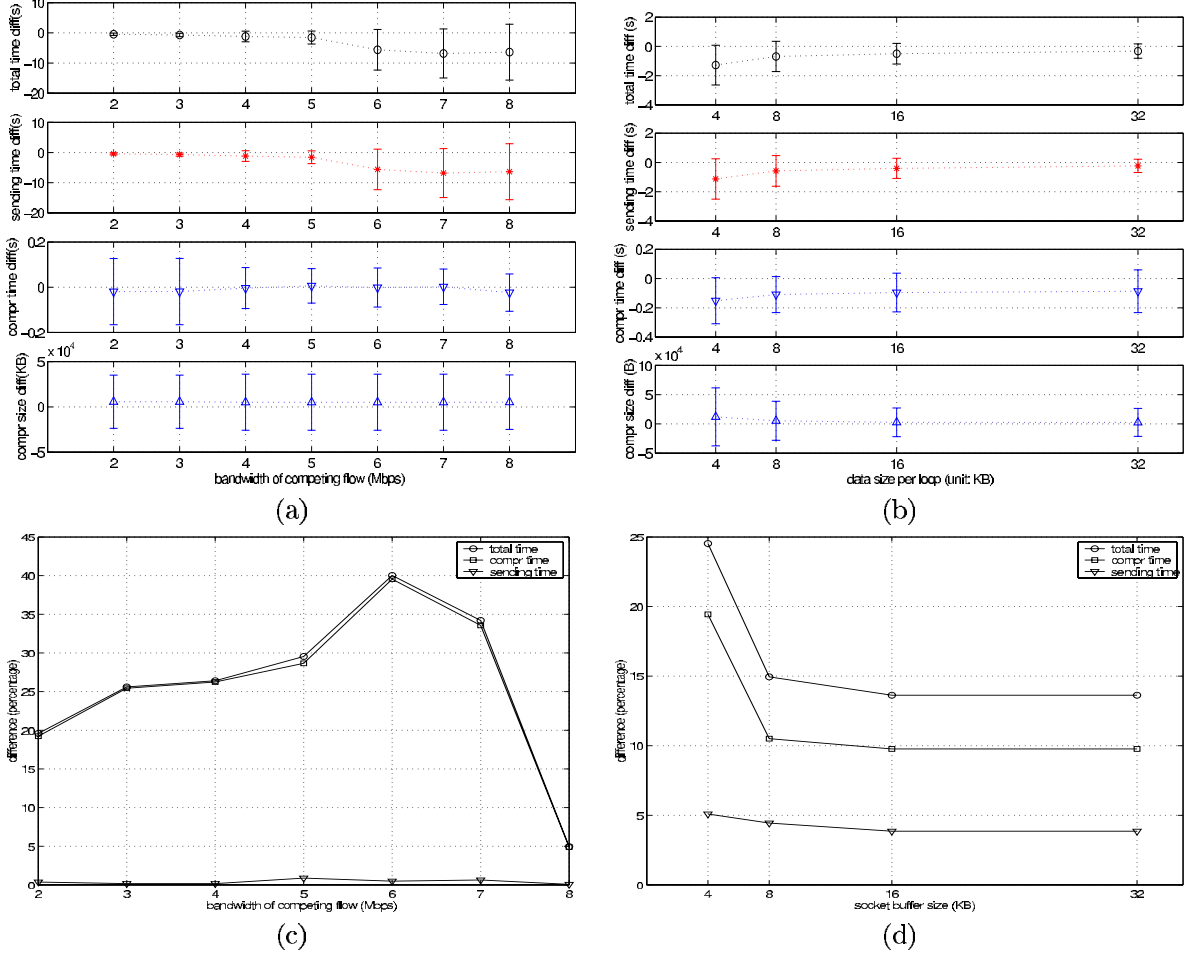 10
0
−10
−20
total time diff(s)
2 3 4 5 6 7 8
10
0
−10
−20
sending time diff(s)
2 3 4 5 6 7 8
0.2
0
−0.2
compr time diff(s)
2 3 4 5 6 7 8
× 10⁴
5
0
−5
compr size diff(KB)
2 3 4 5 6 7 8
bandwidth of competing flow (Mbps)
(a)
2
0
−2
−4
total time diff (s)
4 8 16 32
2
0
−2
−4
sending time diff (s)
4 8 16 32
0.2
0
−0.2
−0.4
compr time diff (s)
4 8 16 32
× 10⁴
10
5
0
−5
compr size diff (B)
4 8 16 32
data size per loop (unit: KB)
(b)
45
40
35
30
25
20
15
10
5
0
difference (percentage)
total time
compr time
sending time
2 3 4 5 6 7 8
bandwidth of competing flow (Mbps)
(c)
25
20
15
10
5
0
difference (percentage)
total time
compr time
sending time
4 8 16 32
socket buffer size (KB)
(d)